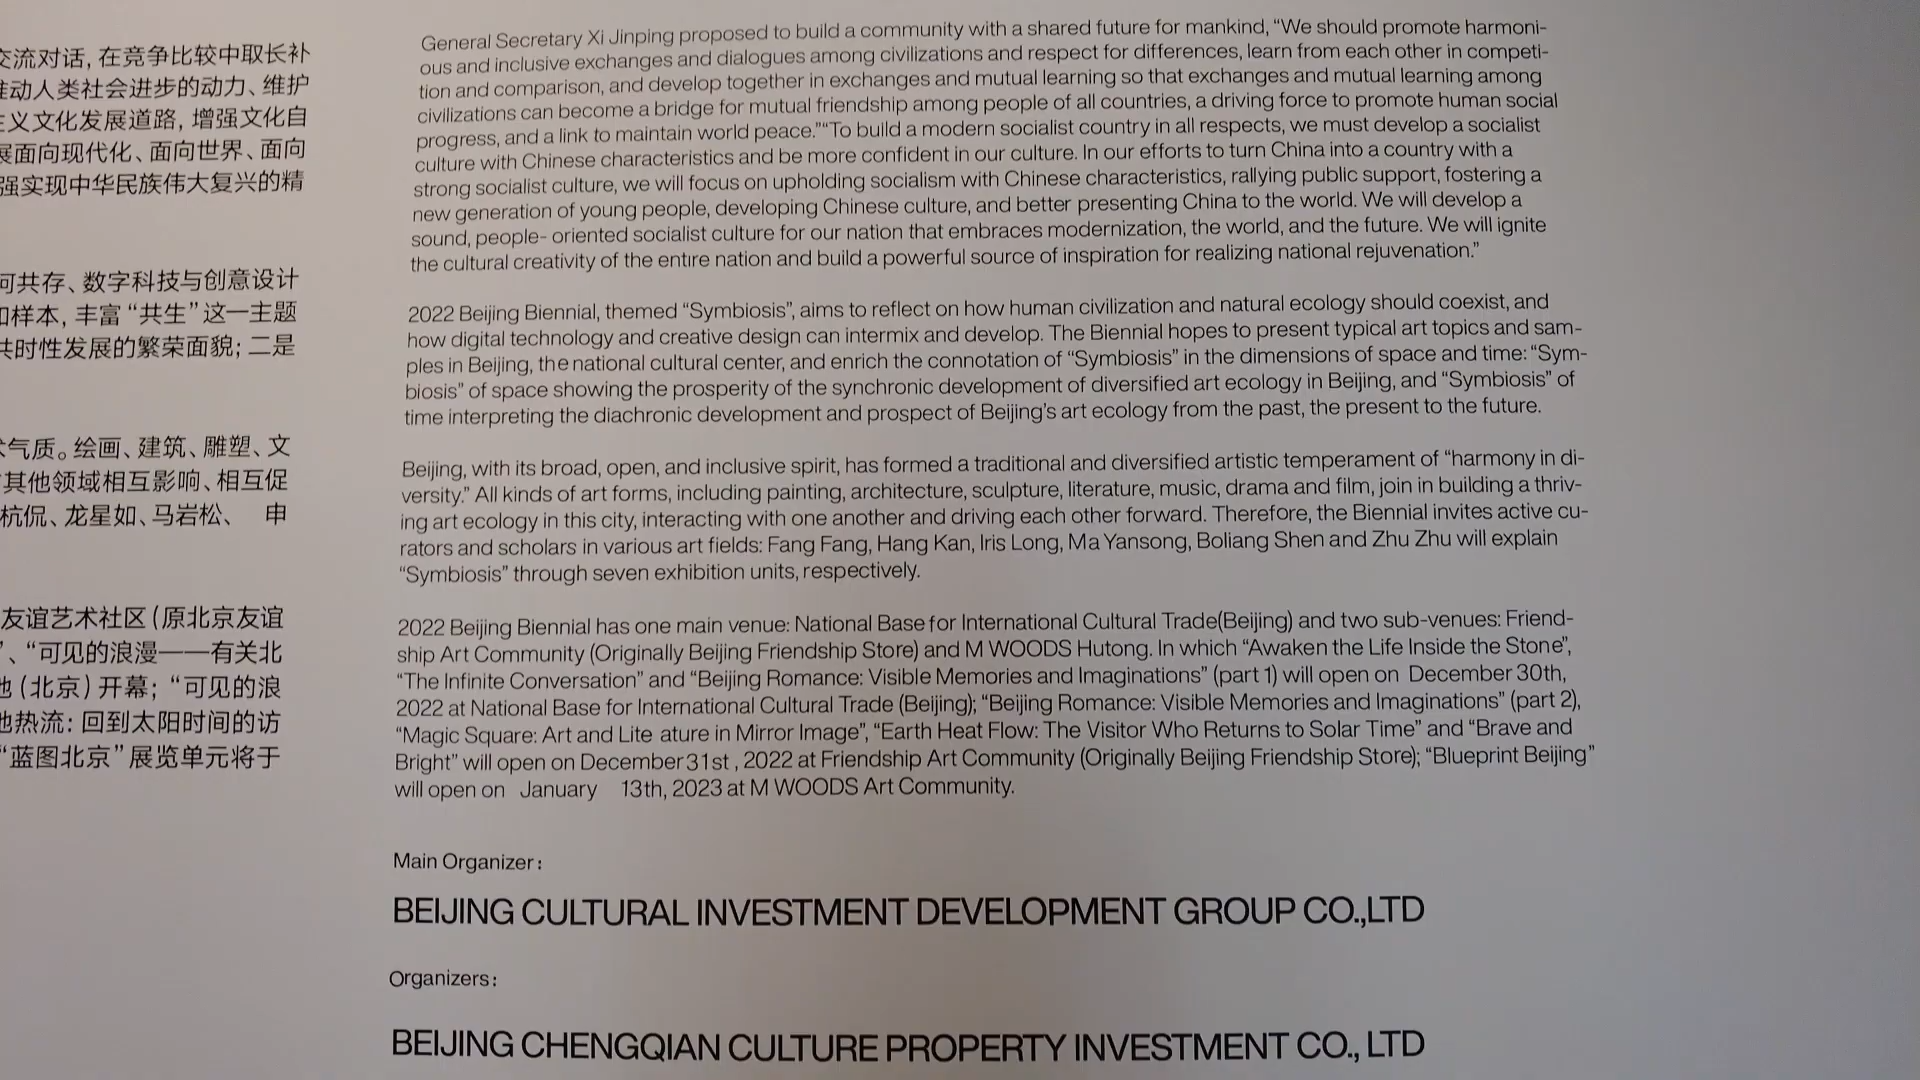 交流对话, 在竞争比较中取长补
推动人类社会进步的动力、维护
主义文化发展道路, 增强文化自
展面向现代化、面向世界、面向
强实现中华民族伟大复兴的精
何共存、数字科技与创意设计
和样本, 丰富“共生”这一主题
共时性发展的繁荣面貌; 二是
术气质。绘画、建筑、雕塑、文
其他领域相互影响、相互促
杭侃、龙星如、马岩松、 申
友谊艺术社区(原北京友谊
”、“可见的浪漫——有关北
地(北京)开幕; “可见的浪
地热流: 回到太阳时间的访
“蓝图北京”展览单元将于
General Secretary Xi Jinping proposed to build a community with a shared future for mankind, “We should promote harmoni-
ous and inclusive exchanges and dialogues among civilizations and respect for differences, learn from each other in competi-
tion and comparison, and develop together in exchanges and mutual learning so that exchanges and mutual learning among
civilizations can become a bridge for mutual friendship among people of all countries, a driving force to promote human social
progress, and a link to maintain world peace.”“To build a modern socialist country in all respects, we must develop a socialist
culture with Chinese characteristics and be more confident in our culture. In our efforts to turn China into a country with a
strong socialist culture, we will focus on upholding socialism with Chinese characteristics, rallying public support, fostering a
new generation of young people, developing Chinese culture, and better presenting China to the world. We will develop a
sound, people- oriented socialist culture for our nation that embraces modernization, the world, and the future. We will ignite
the cultural creativity of the entire nation and build a powerful source of inspiration for realizing national rejuvenation.”
2022 Beijing Biennial, themed “Symbiosis”, aims to reflect on how human civilization and natural ecology should coexist, and
how digital technology and creative design can intermix and develop. The Biennial hopes to present typical art topics and sam-
ples in Beijing, the national cultural center, and enrich the connotation of “Symbiosis” in the dimensions of space and time: “Sym-
biosis” of space showing the prosperity of the synchronic development of diversified art ecology in Beijing, and “Symbiosis” of
time interpreting the diachronic development and prospect of Beijing’s art ecology from the past, the present to the future.
Beijing, with its broad, open, and inclusive spirit, has formed a traditional and diversified artistic temperament of “harmony in di-
versity.” All kinds of art forms, including painting, architecture, sculpture, literature, music, drama and film, join in building a thriv-
ing art ecology in this city, interacting with one another and driving each other forward. Therefore, the Biennial invites active cu-
rators and scholars in various art fields: Fang Fang, Hang Kan, Iris Long, Ma Yansong, Boliang Shen and Zhu Zhu will explain
“Symbiosis” through seven exhibition units, respectively.
2022 Beijing Biennial has one main venue: National Base for International Cultural Trade(Beijing) and two sub-venues: Friend-
ship Art Community (Originally Beijing Friendship Store) and M WOODS Hutong. In which “Awaken the Life Inside the Stone”,
“The Infinite Conversation” and “Beijing Romance: Visible Memories and Imaginations” (part 1) will open on December 30th,
2022 at National Base for International Cultural Trade (Beijing); “Beijing Romance: Visible Memories and Imaginations” (part 2),
“Magic Square: Art and Lite ature in Mirror Image”, “Earth Heat Flow: The Visitor Who Returns to Solar Time” and “Brave and
Bright” will open on December 31st , 2022 at Friendship Art Community (Originally Beijing Friendship Store); “Blueprint Beijing”
will open on January 13th, 2023 at M WOODS Art Community.
Main Organizer:
BEIJING CULTURAL INVESTMENT DEVELOPMENT GROUP CO.,LTD
Organizers:
BEIJING CHENGQIAN CULTURE PROPERTY INVESTMENT CO., LTD